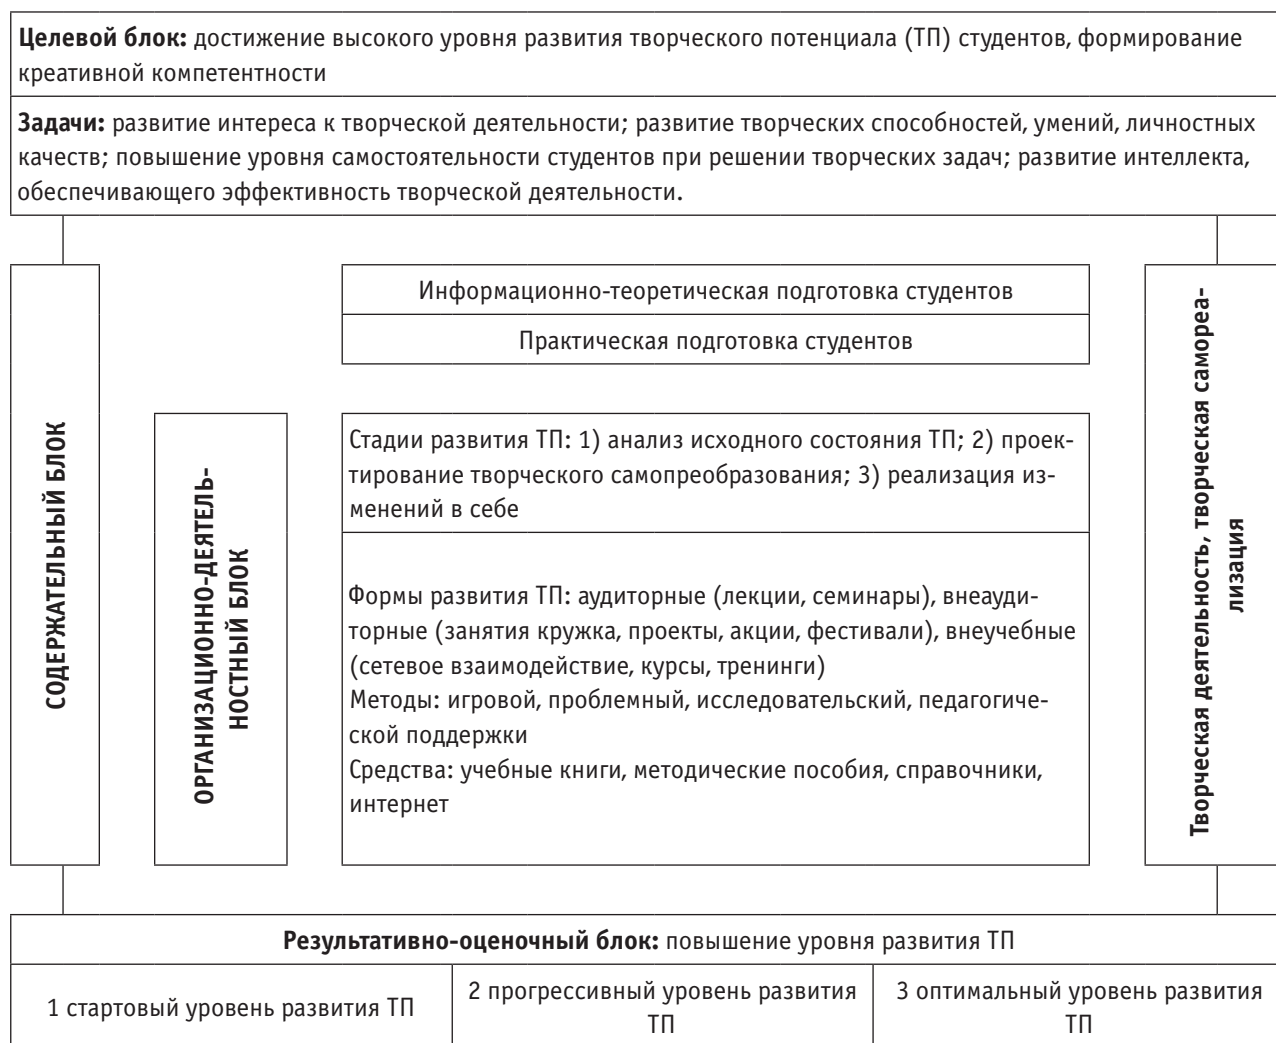 Целевой блок: достижение высокого уровня развития творческого потенциала (ТП) студентов, формирование
креативной компетентности
Задачи: развитие интереса к творческой деятельности; развитие творческих способностей, умений, личностных
качеств; повышение уровня самостоятельности студентов при решении творческих задач; развитие интеллекта,
обеспечивающего эффективность творческой деятельности.
СОДЕРЖАТЕЛЬНЫЙ БЛОК
ОРГАНИЗАЦИОННО-ДЕЯТЕЛЬ-
НОСТНЫЙ БЛОК
Информационно-теоретическая подготовка студентов
Практическая подготовка студентов
Стадии развития ТП: 1) анализ исходного состояния ТП; 2) проек-
тирование творческого самопреобразования; 3) реализация из-
менений в себе
Формы развития ТП: аудиторные (лекции, семинары), внеауди-
торные (занятия кружка, проекты, акции, фестивали), внеучебные
(сетевое взаимодействие, курсы, тренинги)
Методы: игровой, проблемный, исследовательский, педагогиче-
ской поддержки
Средства: учебные книги, методические пособия, справочники,
интернет
Творческая деятельность, творческая самореа-
лизация
Результативно-оценочный блок: повышение уровня развития ТП
1 стартовый уровень развития ТП
2 прогрессивный уровень развития
ТП
3 оптимальный уровень развития
ТП